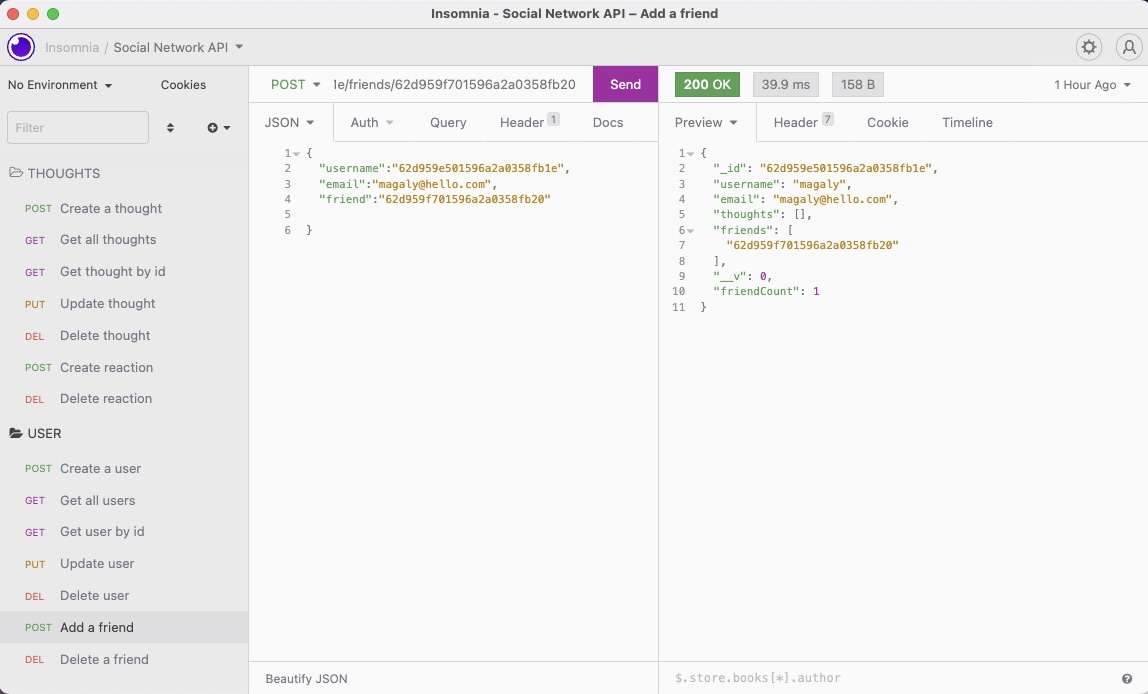 Insomnia - Social Network API – Add a friend
Insomnia / Social Network API
No Environment Cookies
POST 1e/friends/62d959f701596a2a0358fb20 Send
200 OK 39.9 ms 158 B 1 Hour Ago
Filter
JSON Auth Query Header 1 Docs
Preview Header 7 Cookie Timeline
THOUGHTS
POST Create a thought
GET Get all thoughts
GET Get thought by id
PUT Update thought
DEL Delete thought
POST Create reaction
DEL Delete reaction
USER
POST Create a user
GET Get all users
GET Get user by id
PUT Update user
DEL Delete user
POST Add a friend
DEL Delete a friend
1 {
2 "username":"62d959e501596a2a0358fb1e",
3 "email":"magaly@hello.com",
4 "friend":"62d959f701596a2a0358fb20"
5
6 }
1 {
2 "_id": "62d959e501596a2a0358fb1e",
3 "username": "magaly",
4 "email": "magaly@hello.com",
5 "thoughts": [],
6 "friends": [
7 "62d959f701596a2a0358fb20"
8 ],
9 "__v": 0,
10 "friendCount": 1
11 }
Beautify JSON
$.store.books[*].author